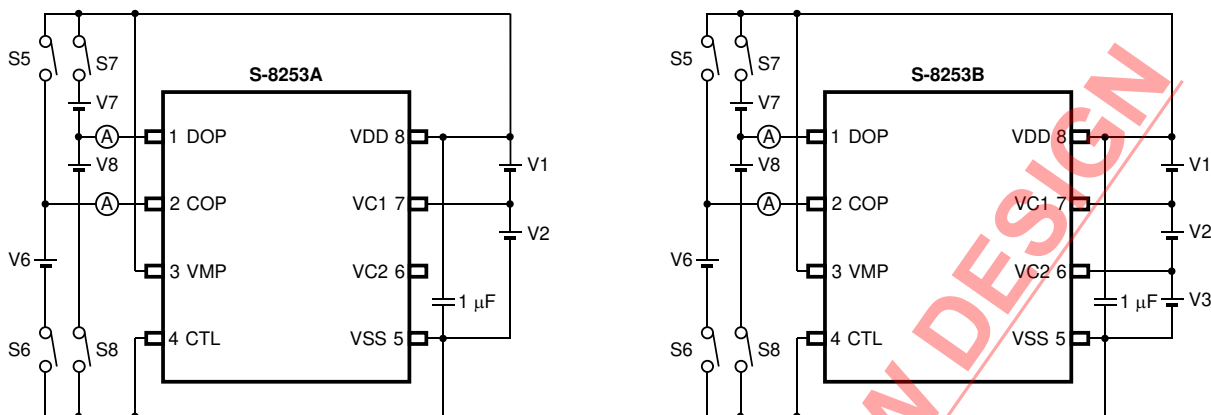 S-8253A
S5
S7
V7
A
1 DOP
VDD 8
V8
V1
A
2 COP
VC1 7
V2
V6
3 VMP
VC2 6
1 μF
S6
S8
4 CTL
VSS 5
S-8253B
S5
S7
V7
A
1 DOP
VDD 8
V8
V1
A
2 COP
VC1 7
V2
V6
3 VMP
VC2 6
1 μF
V3
S6
S8
4 CTL
VSS 5
W DESIGN